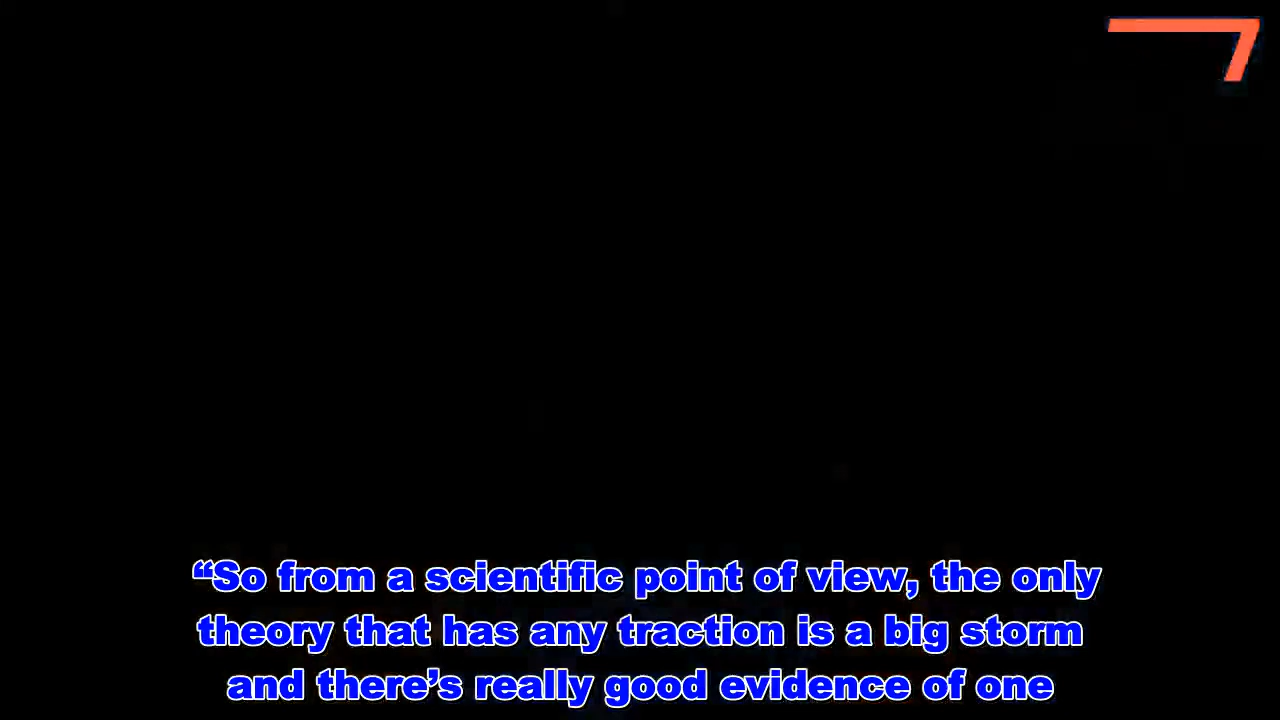 “So from a scientific point of view, the only
theory that has any traction is a big storm
and there’s really good evidence of one